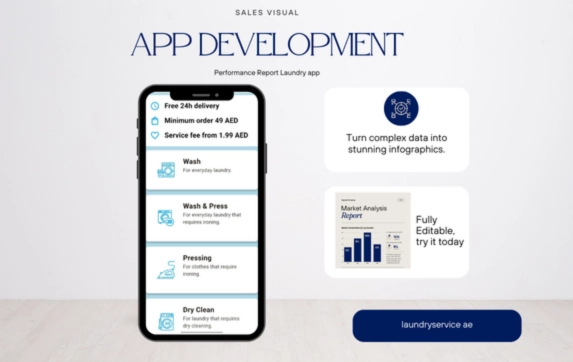 SALES VISUAL
APP DEVELOPMENT
Performance Report Laundry app
Free 24h delivery
Minimum order 49 AED
Service fee from 1.99 AED
Wash
For everyday laundry.
Wash & Press
For everyday laundry that
requires ironing.
Pressing
For clothes that require
ironing.
Dry Clean
For laundry that requires
dry-cleaning.
Turn complex data into
stunning infographics.
Market Analysis
Report
Fully
Editable,
try it today
laundryservice ae